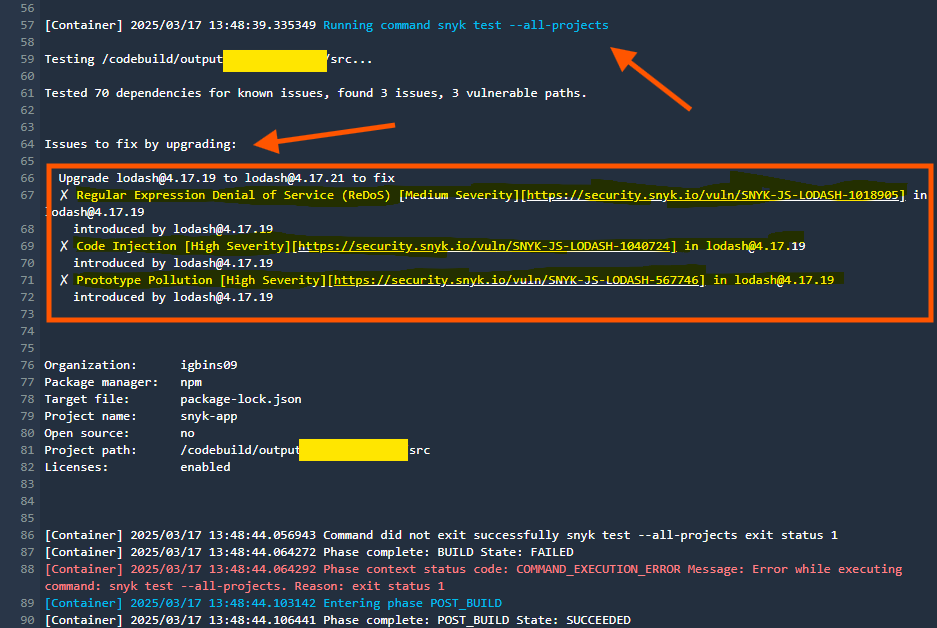 56
57 [Container] 2025/03/17 13:48:39.335349 Running command snyk test --all-projects
58
59 Testing /codebuild/output /src...
60
61 Tested 70 dependencies for known issues, found 3 issues, 3 vulnerable paths.
62
63
64 Issues to fix by upgrading:
65
66 Upgrade lodash@4.17.19 to lodash@4.17.21 to fix
67 ✗ Regular Expression Denial of Service (ReDoS) [Medium Severity][https://security.snyk.io/vuln/SNYK-JS-LODASH-1018905] in
lodash@4.17.19
68 introduced by lodash@4.17.19
69 ✗ Code Injection [High Severity][https://security.snyk.io/vuln/SNYK-JS-LODASH-1040724] in lodash@4.17.19
70 introduced by lodash@4.17.19
71 ✗ Prototype Pollution [High Severity][https://security.snyk.io/vuln/SNYK-JS-LODASH-567746] in lodash@4.17.19
72 introduced by lodash@4.17.19
73
74
75
76 Organization: igbins09
77 Package manager: npm
78 Target file: package-lock.json
79 Project name: snyk-app
80 Open source: no
81 Project path: /codebuild/output src
82 Licenses: enabled
83
84
85
86 [Container] 2025/03/17 13:48:44.056943 Command did not exit successfully snyk test --all-projects exit status 1
87 [Container] 2025/03/17 13:48:44.064272 Phase complete: BUILD State: FAILED
88 [Container] 2025/03/17 13:48:44.064292 Phase context status code: COMMAND_EXECUTION_ERROR Message: Error while executing
command: snyk test --all-projects. Reason: exit status 1
89 [Container] 2025/03/17 13:48:44.103142 Entering phase POST_BUILD
90 [Container] 2025/03/17 13:48:44.106441 Phase complete: POST_BUILD State: SUCCEEDED